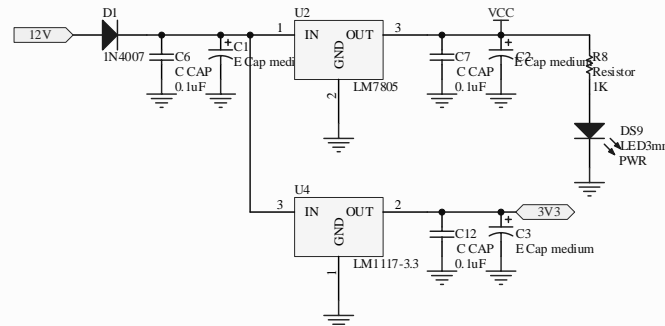 12V
D1
1N4007
C6
C CAP
0.1uF
C1
E Cap medi
U2
1
IN
OUT
3
GND
2
LM7805
C7
C CAP
0.1uF
VCC
C2
E Cap medium
R8
Resistor
1K
DS9
LED3mm
PWR
U4
3
IN
OUT
2
GND
1
LM1117-3.3
C12
C CAP
0.1uF
C3
E Cap medium
3V3